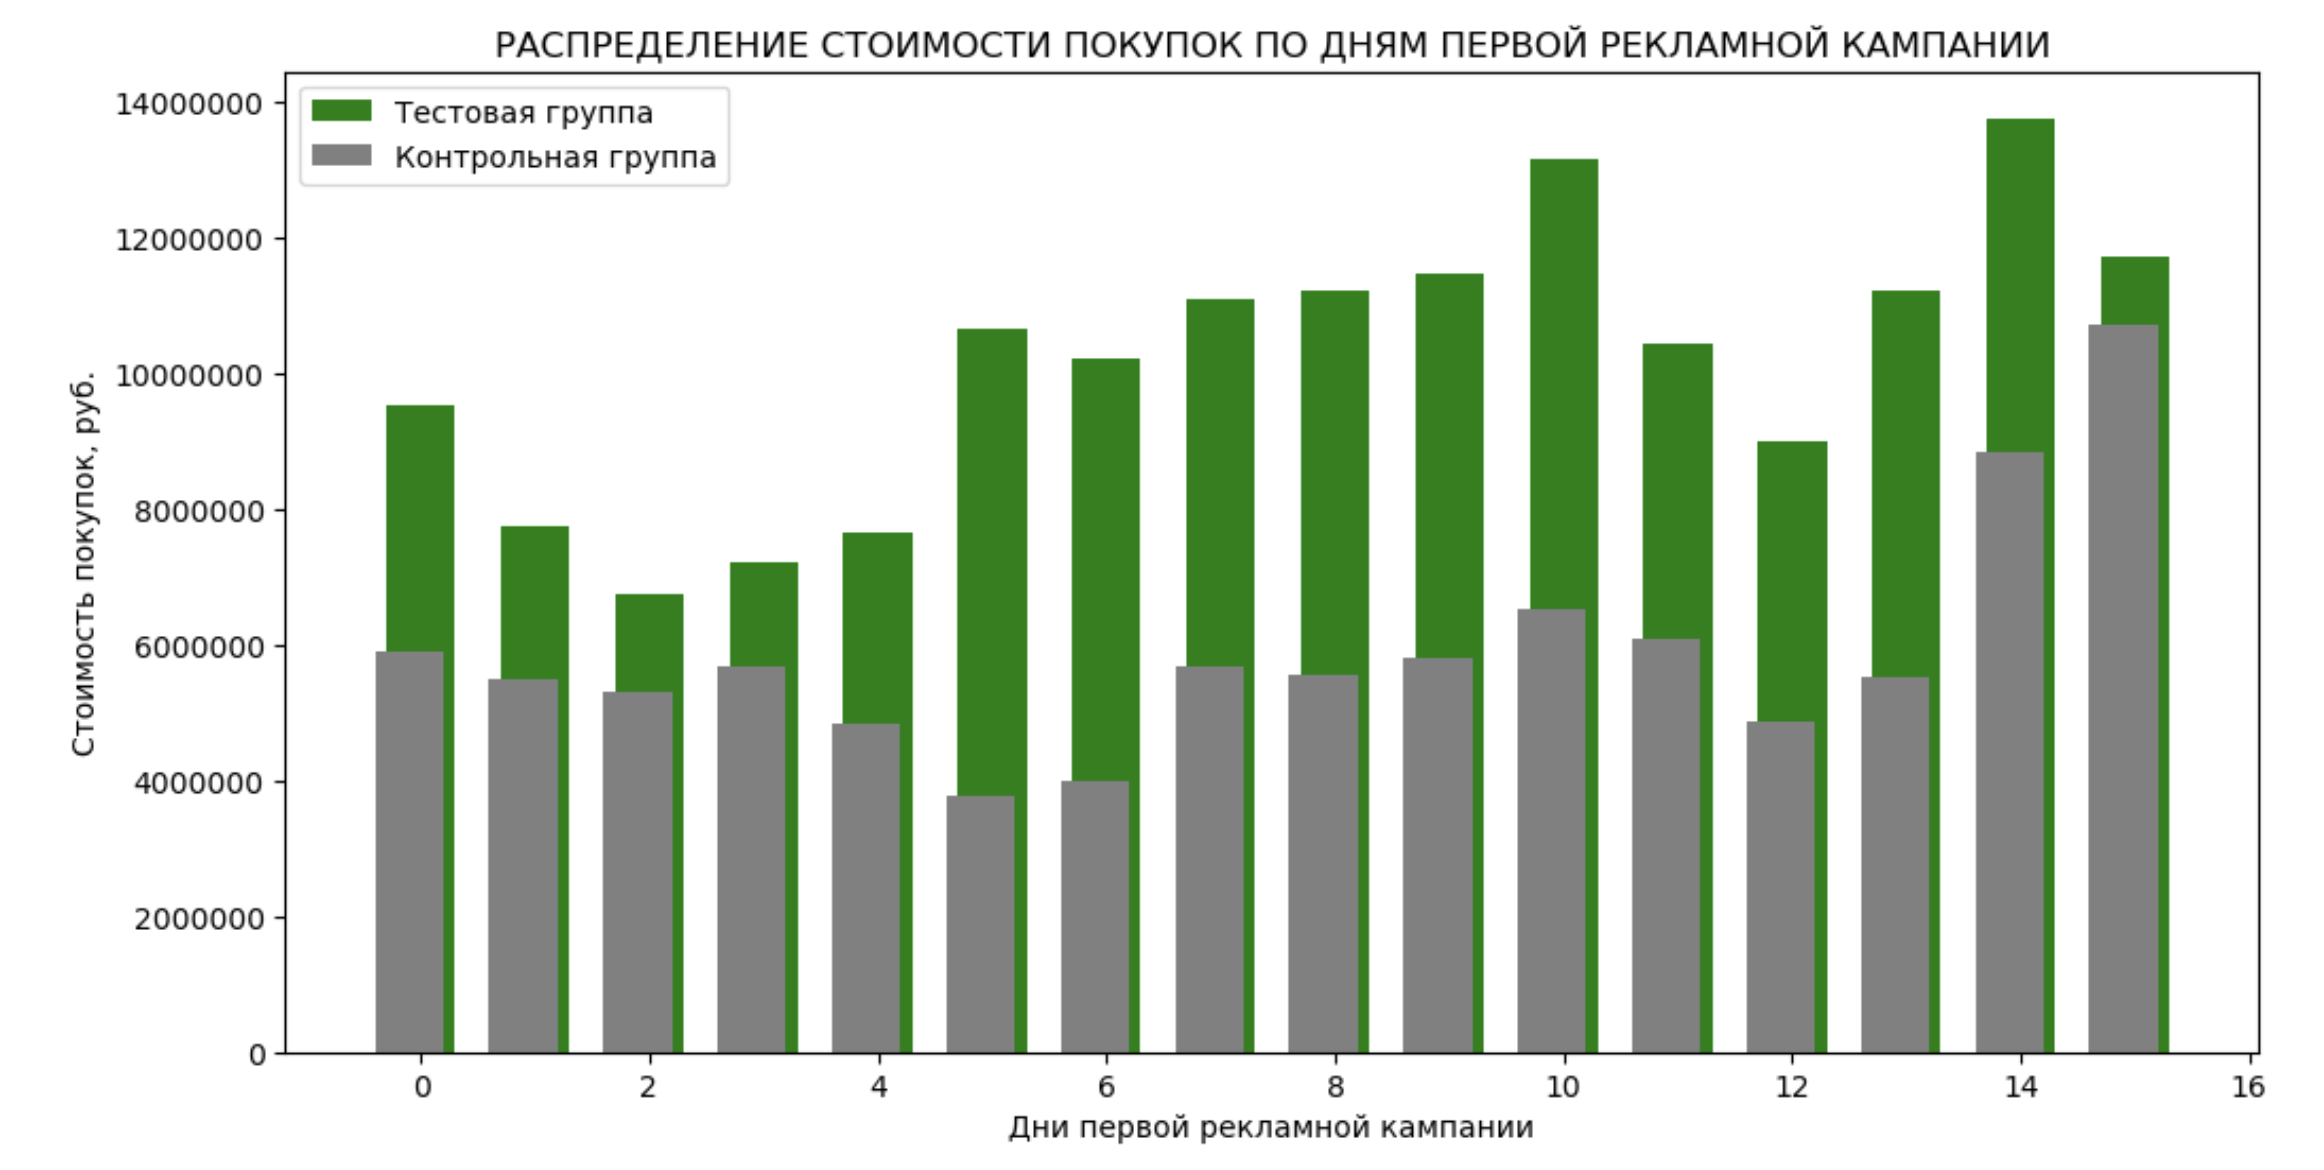 РАСПРЕДЕЛЕНИЕ СТОИМОСТИ ПОКУПОК ПО ДНЯМ ПЕРВОЙ РЕКЛАМНОЙ КАМПАНИИ
Тестовая группа
Контрольная группа
Стоимость покупок, руб.
14000000
12000000
10000000
8000000
6000000
4000000
2000000
0
0 2 4 6 8 10 12 14 16
Дни первой рекламной кампании